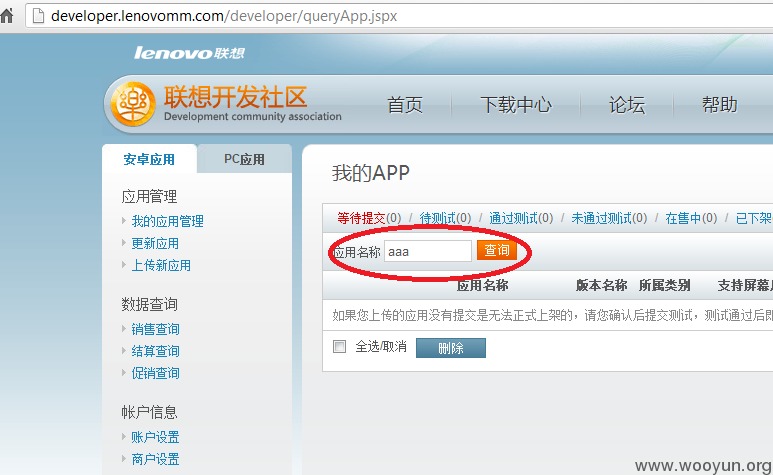 developer.lenovomm.com/developer/queryApp.jspx
lenovo联想
联想开发社区
Development community association
首页 下载中心 论坛 帮助
安卓应用 PC应用
应用管理
我的应用管理
更新应用
上传新应用
数据查询
销售查询
结算查询
促销查询
帐户信息
账户设置
商户设置
我的APP
等待提交(0) / 待测试(0) / 通过测试(0) / 未通过测试(0) / 在售中(0) / 已下架
应用名称 aaa 查询
应用名称 版本名称 所属类别 支持屏幕
如果您上传的应用没有提交是无法正式上架的，请您确认后提交测试，测试通过后即
全选/取消 删除
www.wooyun.org